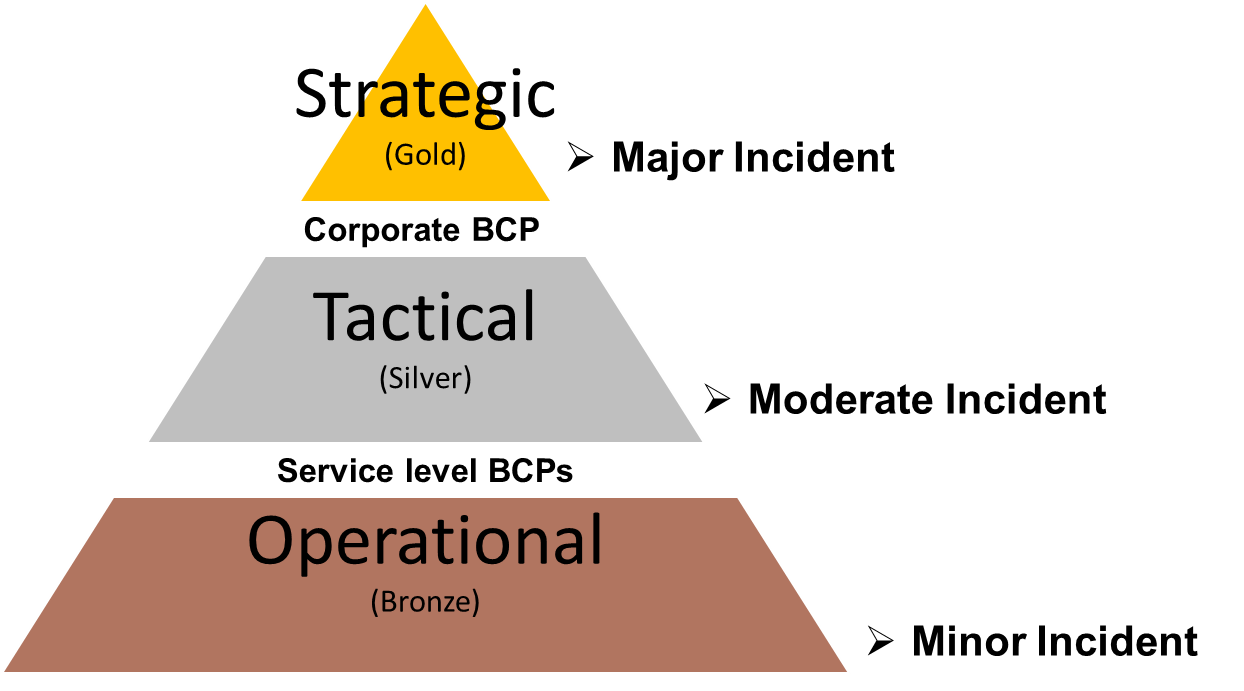 Strategic
(Gold)
➢ Major Incident
Corporate BCP
Tactical
(Silver)
➢ Moderate Incident
Service level BCPs
Operational
(Bronze)
➢ Minor Incident